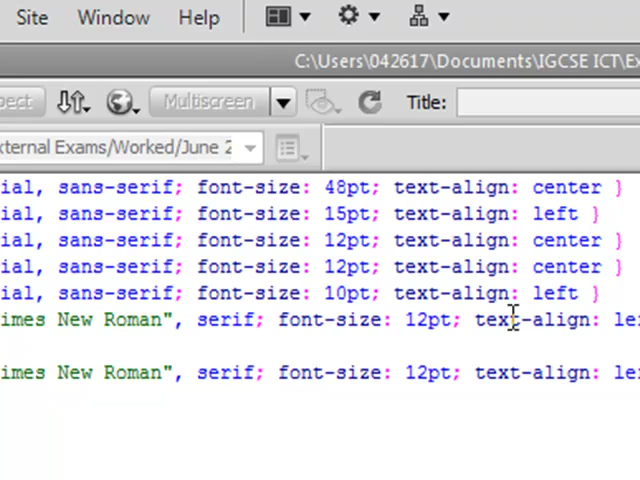 Site Window Help
C:\Users\042617\Documents\IGCSE ICT\Ex
pect Multiscreen Title:
xternal Exams/Worked/June 2
ial, sans-serif; font-size: 48pt; text-align: center }
ial, sans-serif; font-size: 15pt; text-align: left }
ial, sans-serif; font-size: 12pt; text-align: center }
ial, sans-serif; font-size: 12pt; text-align: center }
ial, sans-serif; font-size: 10pt; text-align: left }
imes New Roman", serif; font-size: 12pt; text-align: le
imes New Roman", serif; font-size: 12pt; text-align: le